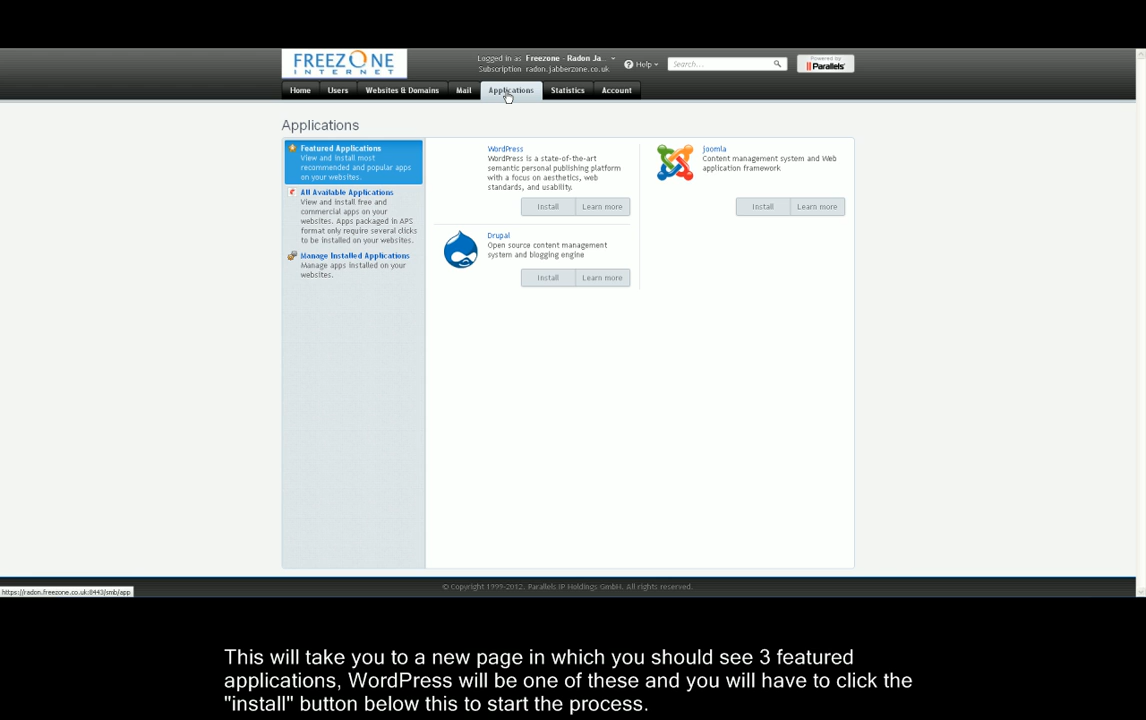 FREEZONE
INTERNET
Logged in as Freezone - Radon Ja..
Subscription radon.jabberzone.co.uk
Help
Search...
Powered by
Parallels
Home Users Websites & Domains Mail Applications Statistics Account
Applications
Featured Applications
View and install most
recommended and popular apps
on your websites.
All Available Applications
View and install free and
commercial apps on your
websites. Apps packaged in APS
format only require several clicks
to be installed on your websites.
Manage Installed Applications
Manage apps installed on your
websites.
WordPress
WordPress is a state-of-the-art
semantic personal publishing platform
with a focus on aesthetics, web
standards, and usability.
Install Learn more
Joomla
Content management system and Web
application framework
Install Learn more
Drupal
Open source content management
system and blogging engine
Install Learn more
© Copyright 1999-2012. Parallels IP Holdings GmbH. All rights reserved.
https://radon.freezone.co.uk:8443/smb/app
This will take you to a new page in which you should see 3 featured
applications, WordPress will be one of these and you will have to click the
"install" button below this to start the process.